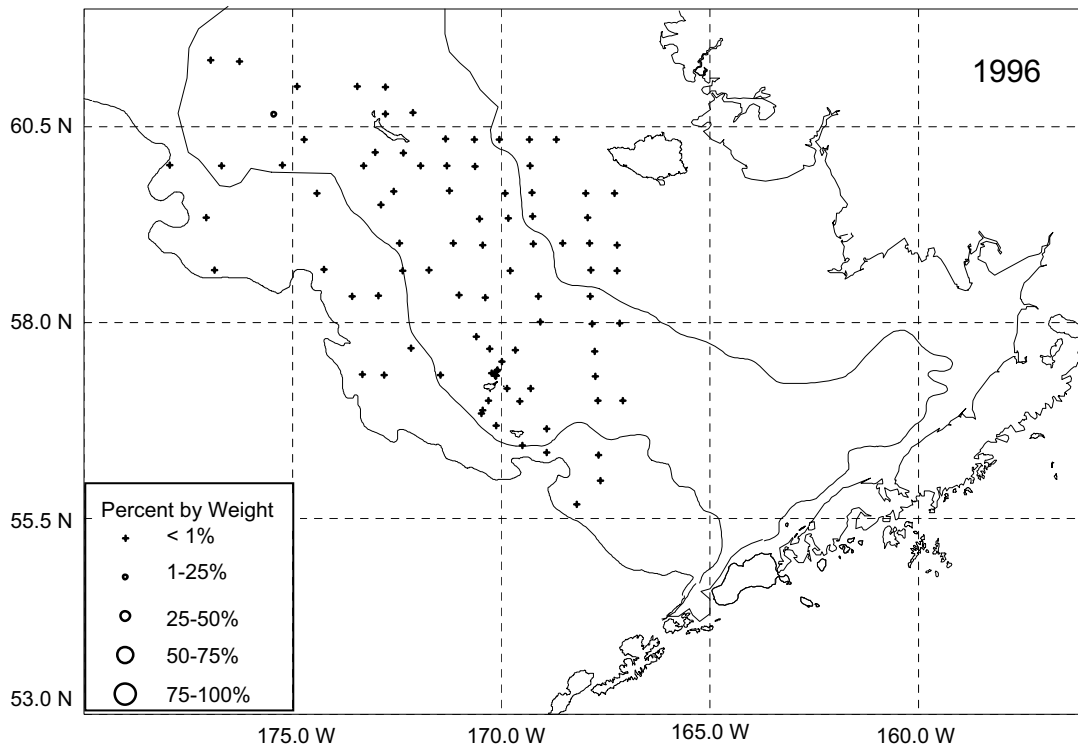 1996
60.5 N
58.0 N
55.5 N
53.0 N
Percent by Weight
< 1%
1-25%
25-50%
50-75%
75-100%
175.0 W
170.0 W
165.0 W
160.0 W